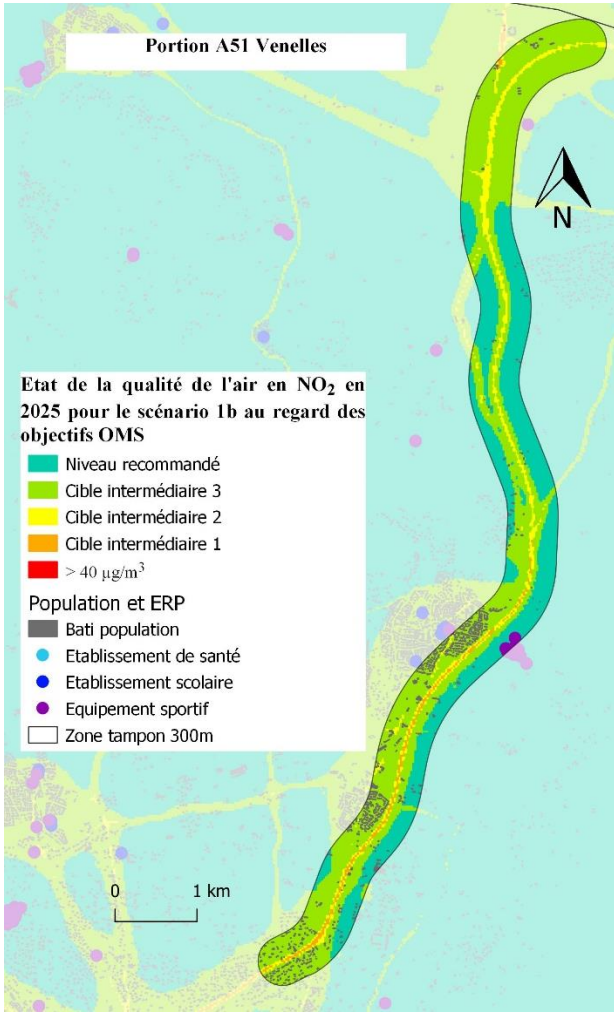 Portion A51 Venelles
N
Etat de la qualité de l'air en NO₂ en
2025 pour le scénario 1b au regard des
objectifs OMS
Niveau recommandé
Cible intermédiaire 3
Cible intermédiaire 2
Cible intermédiaire 1
> 40 µg/m³
Population et ERP
Bati population
Etablissement de santé
Etablissement scolaire
Equipement sportif
Zone tampon 300m
0 1 km